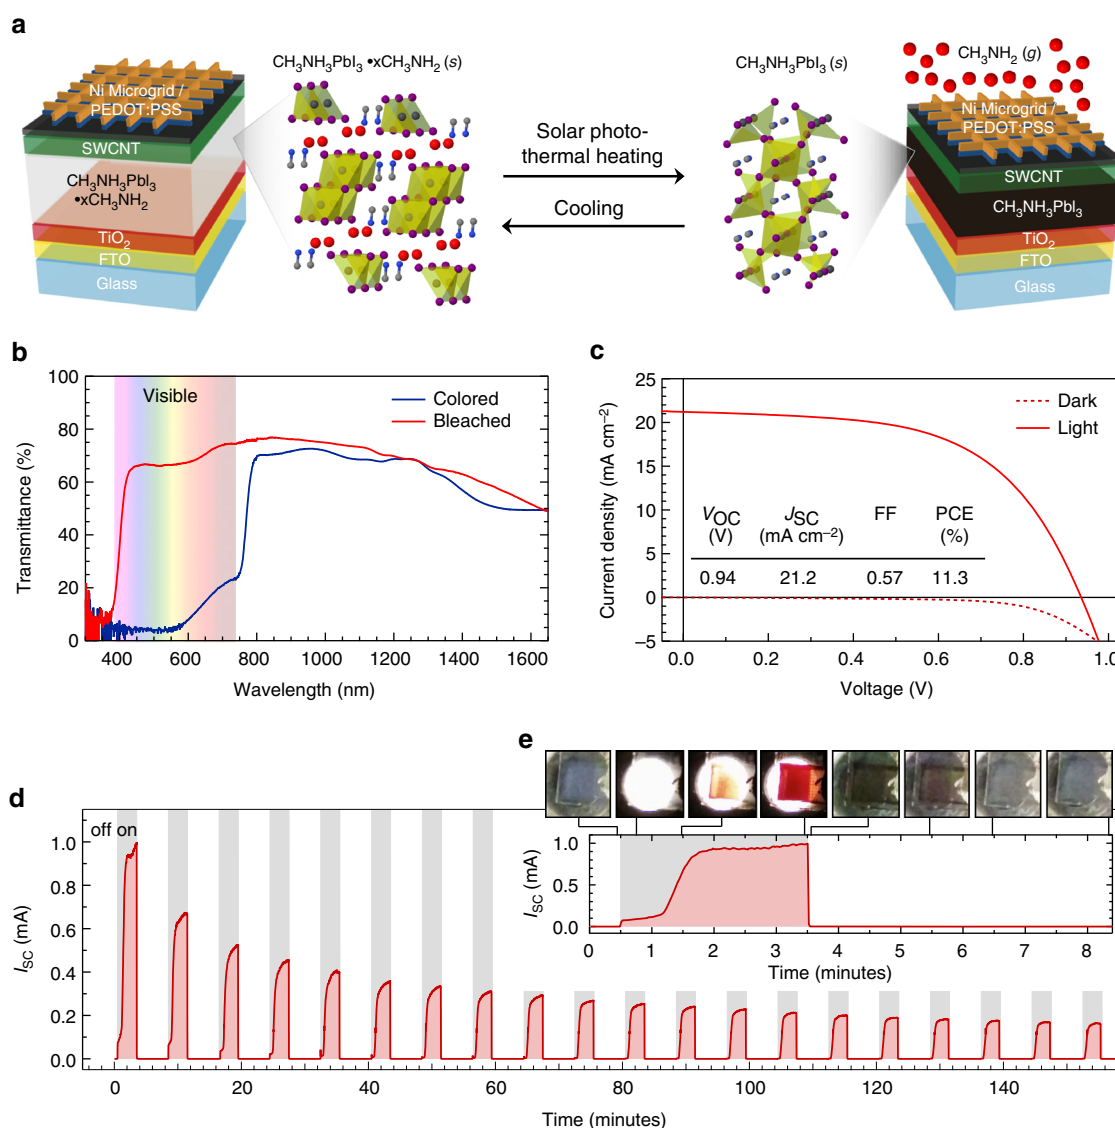 a
CH₃NH₃PbI₃ •xCH₃NH₂ (s)
CH₃NH₃PbI₃ (s)
CH₃NH₂ (g)
Ni Microgrid /
PEDOT:PSS
SWCNT
CH₃NH₃PbI₃
•xCH₃NH₂
TiO₂
FTO
Glass
Solar photo-
thermal heating
Cooling
Ni Microgrid /
PEDOT:PSS
SWCNT
CH₃NH₃PbI₃
TiO₂
FTO
Glass
b
100
80
60
40
20
0
Transmittance (%)
Visible
Colored
Bleached
400 600 800 1000 1200 1400 1600
Wavelength (nm)
c
25
20
15
10
5
0
–5
Current density (mA cm⁻²)
Dark
Light
VOC JSC FF PCE
(V) (mA cm⁻²) (%)
0.94 21.2 0.57 11.3
0.0 0.2 0.4 0.6 0.8 1.0
Voltage (V)
d
off on
1.0
0.8
0.6
0.4
0.2
0.0
ISC (mA)
0 20 40 60 80 100 120 140
Time (minutes)
e
1.0
0.5
0.0
ISC (mA)
0 1 2 3 4 5 6 7 8
Time (minutes)